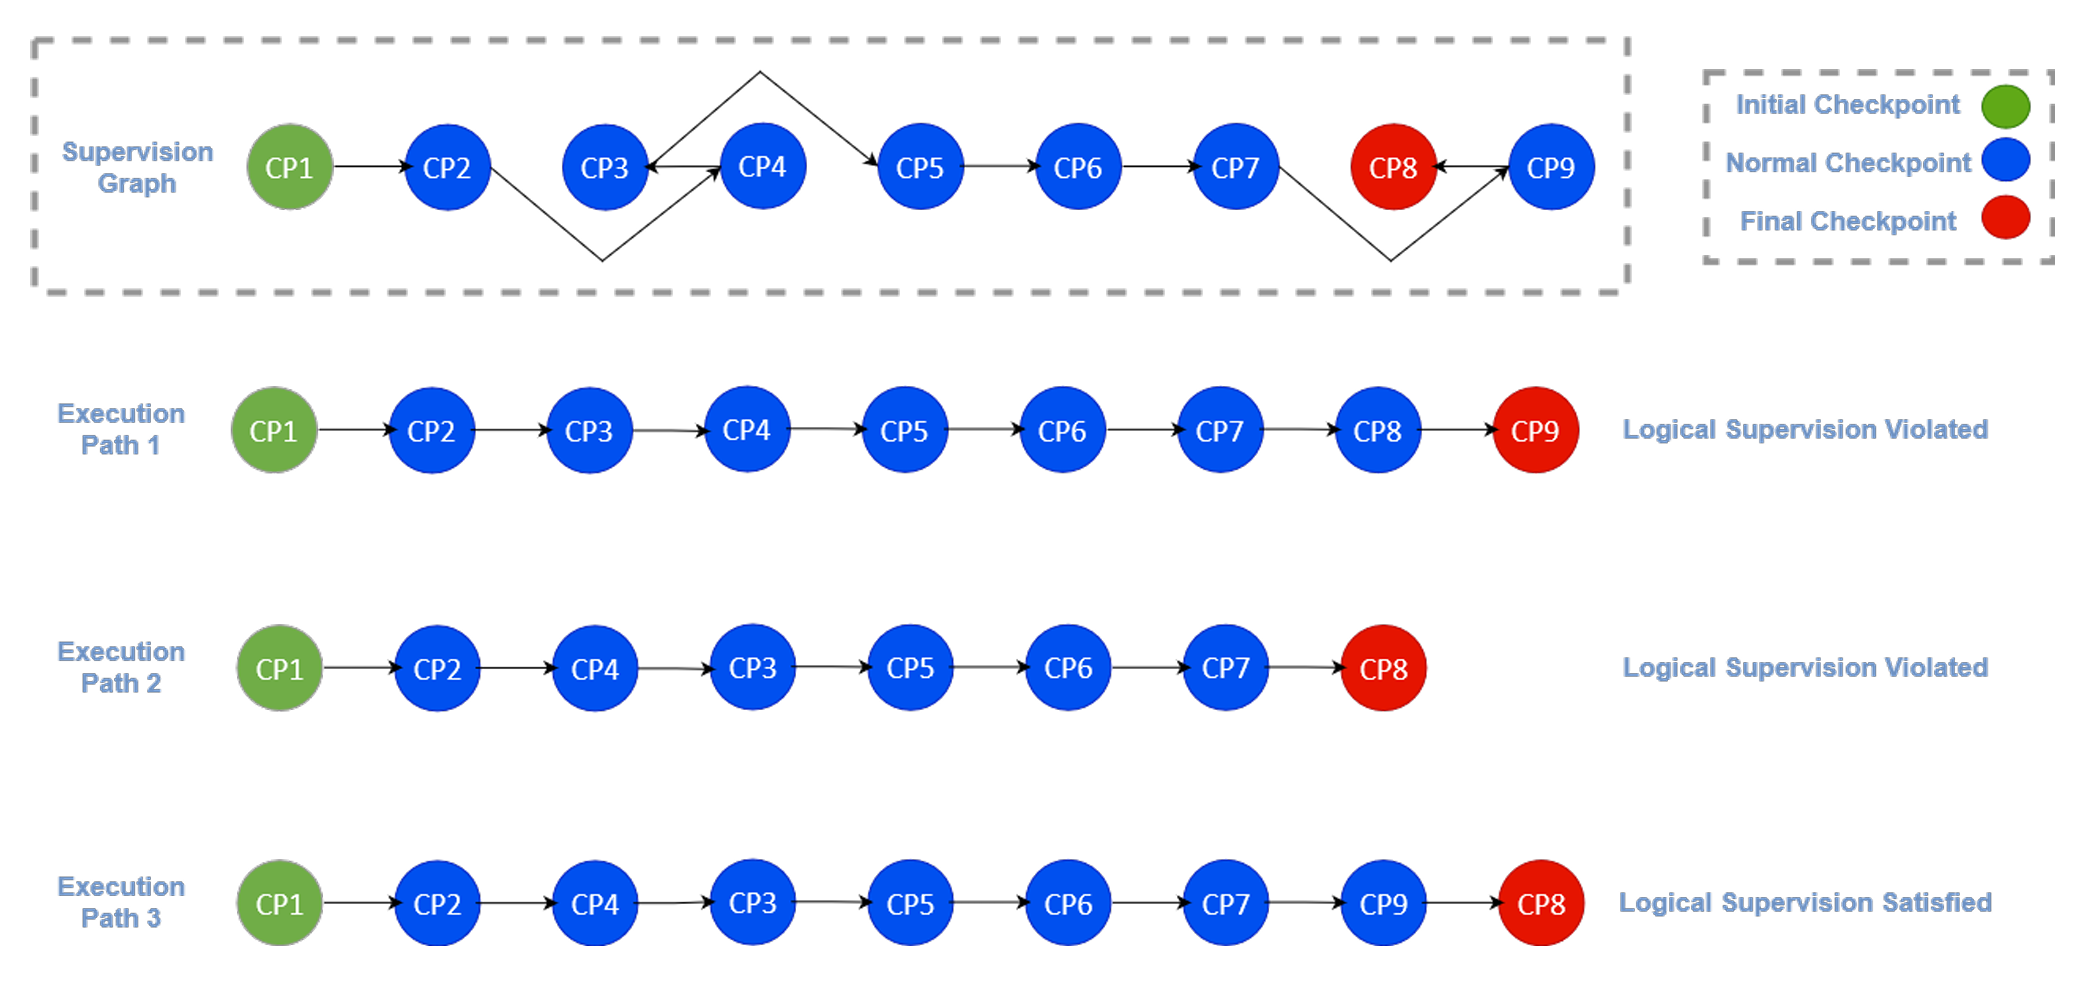 Supervision
Graph
CP1
CP2
CP3
CP4
CP5
CP6
CP7
CP8
CP9
Initial Checkpoint
Normal Checkpoint
Final Checkpoint
Execution
Path 1
CP1
CP2
CP3
CP4
CP5
CP6
CP7
CP8
CP9
Logical Supervision Violated
Execution
Path 2
CP1
CP2
CP4
CP3
CP5
CP6
CP7
CP8
Logical Supervision Violated
Execution
Path 3
CP1
CP2
CP4
CP3
CP5
CP6
CP7
CP9
CP8
Logical Supervision Satisfied